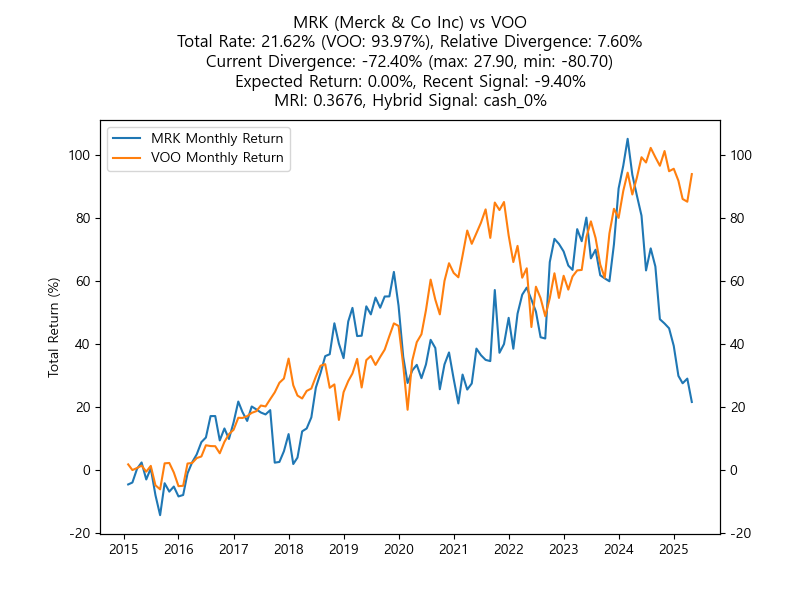 MRK (Merck & Co Inc) vs VOO
Total Rate: 21.62% (VOO: 93.97%), Relative Divergence: 7.60%
Current Divergence: -72.40% (max: 27.90, min: -80.70)
Expected Return: 0.00%, Recent Signal: -9.40%
MRI: 0.3676, Hybrid Signal: cash_0%
MRK Monthly Return
VOO Monthly Return
Total Return (%)
100
80
60
40
20
0
-20
100
80
60
40
20
0
-20
2015 2016 2017 2018 2019 2020 2021 2022 2023 2024 2025